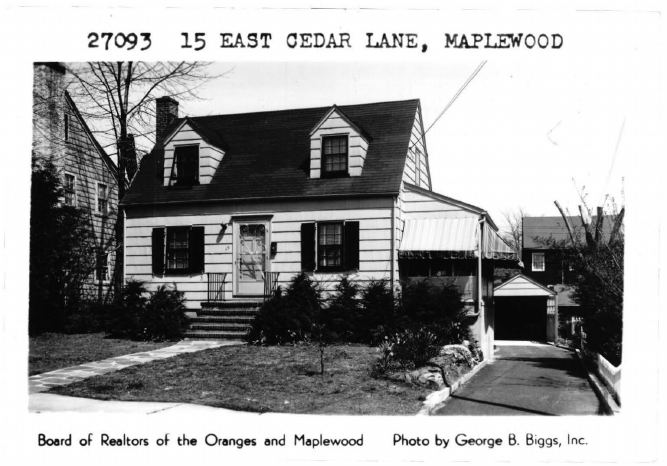 27093 15 EAST CEDAR LANE, MAPLEWOOD
Board of Realtors of the Oranges and Maplewood Photo by George B. Biggs, Inc.